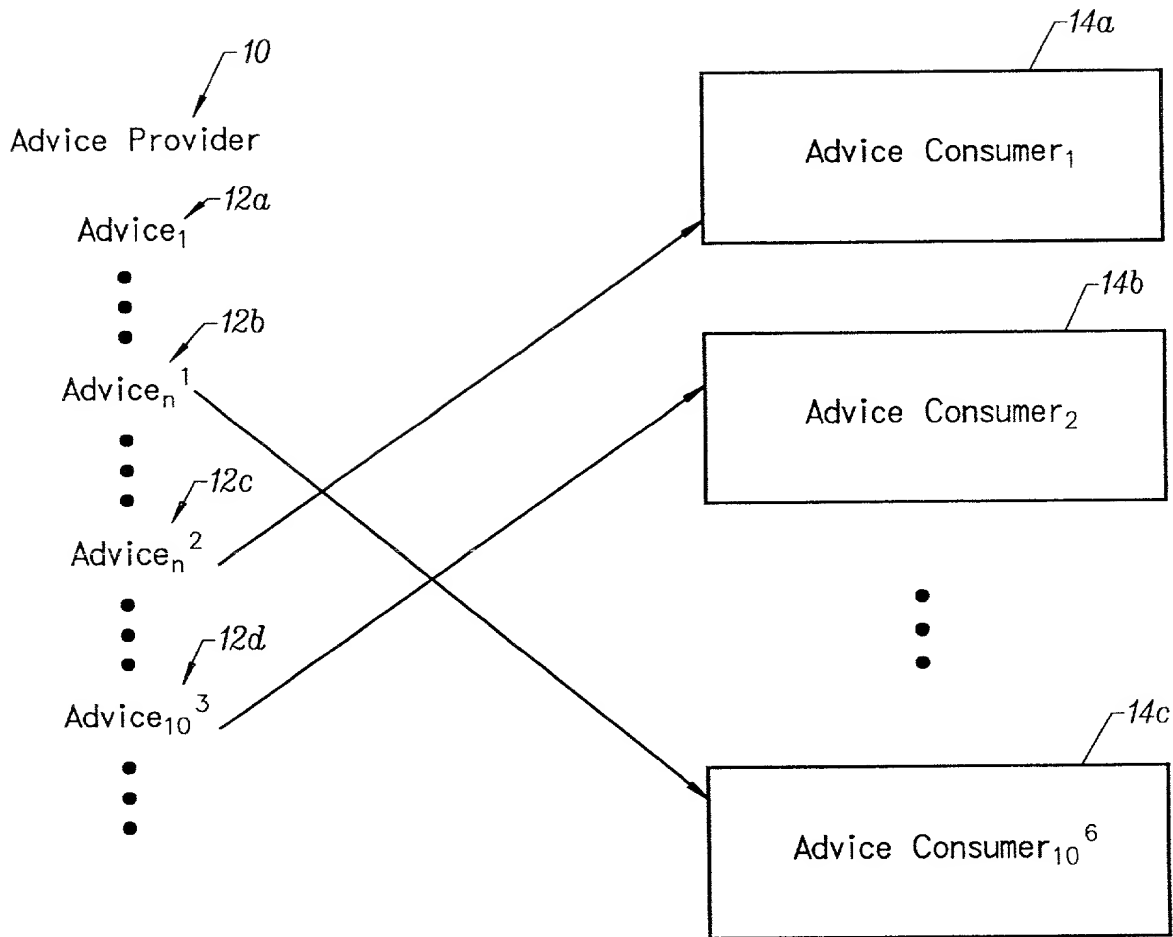 10
Advice Provider
12a
Advice₁
12b
Adviceₙ¹
12c
Adviceₙ²
12d
Advice₁₀³
14a
Advice Consumer₁
14b
Advice Consumer₂
14c
Advice Consumer₁₀⁶